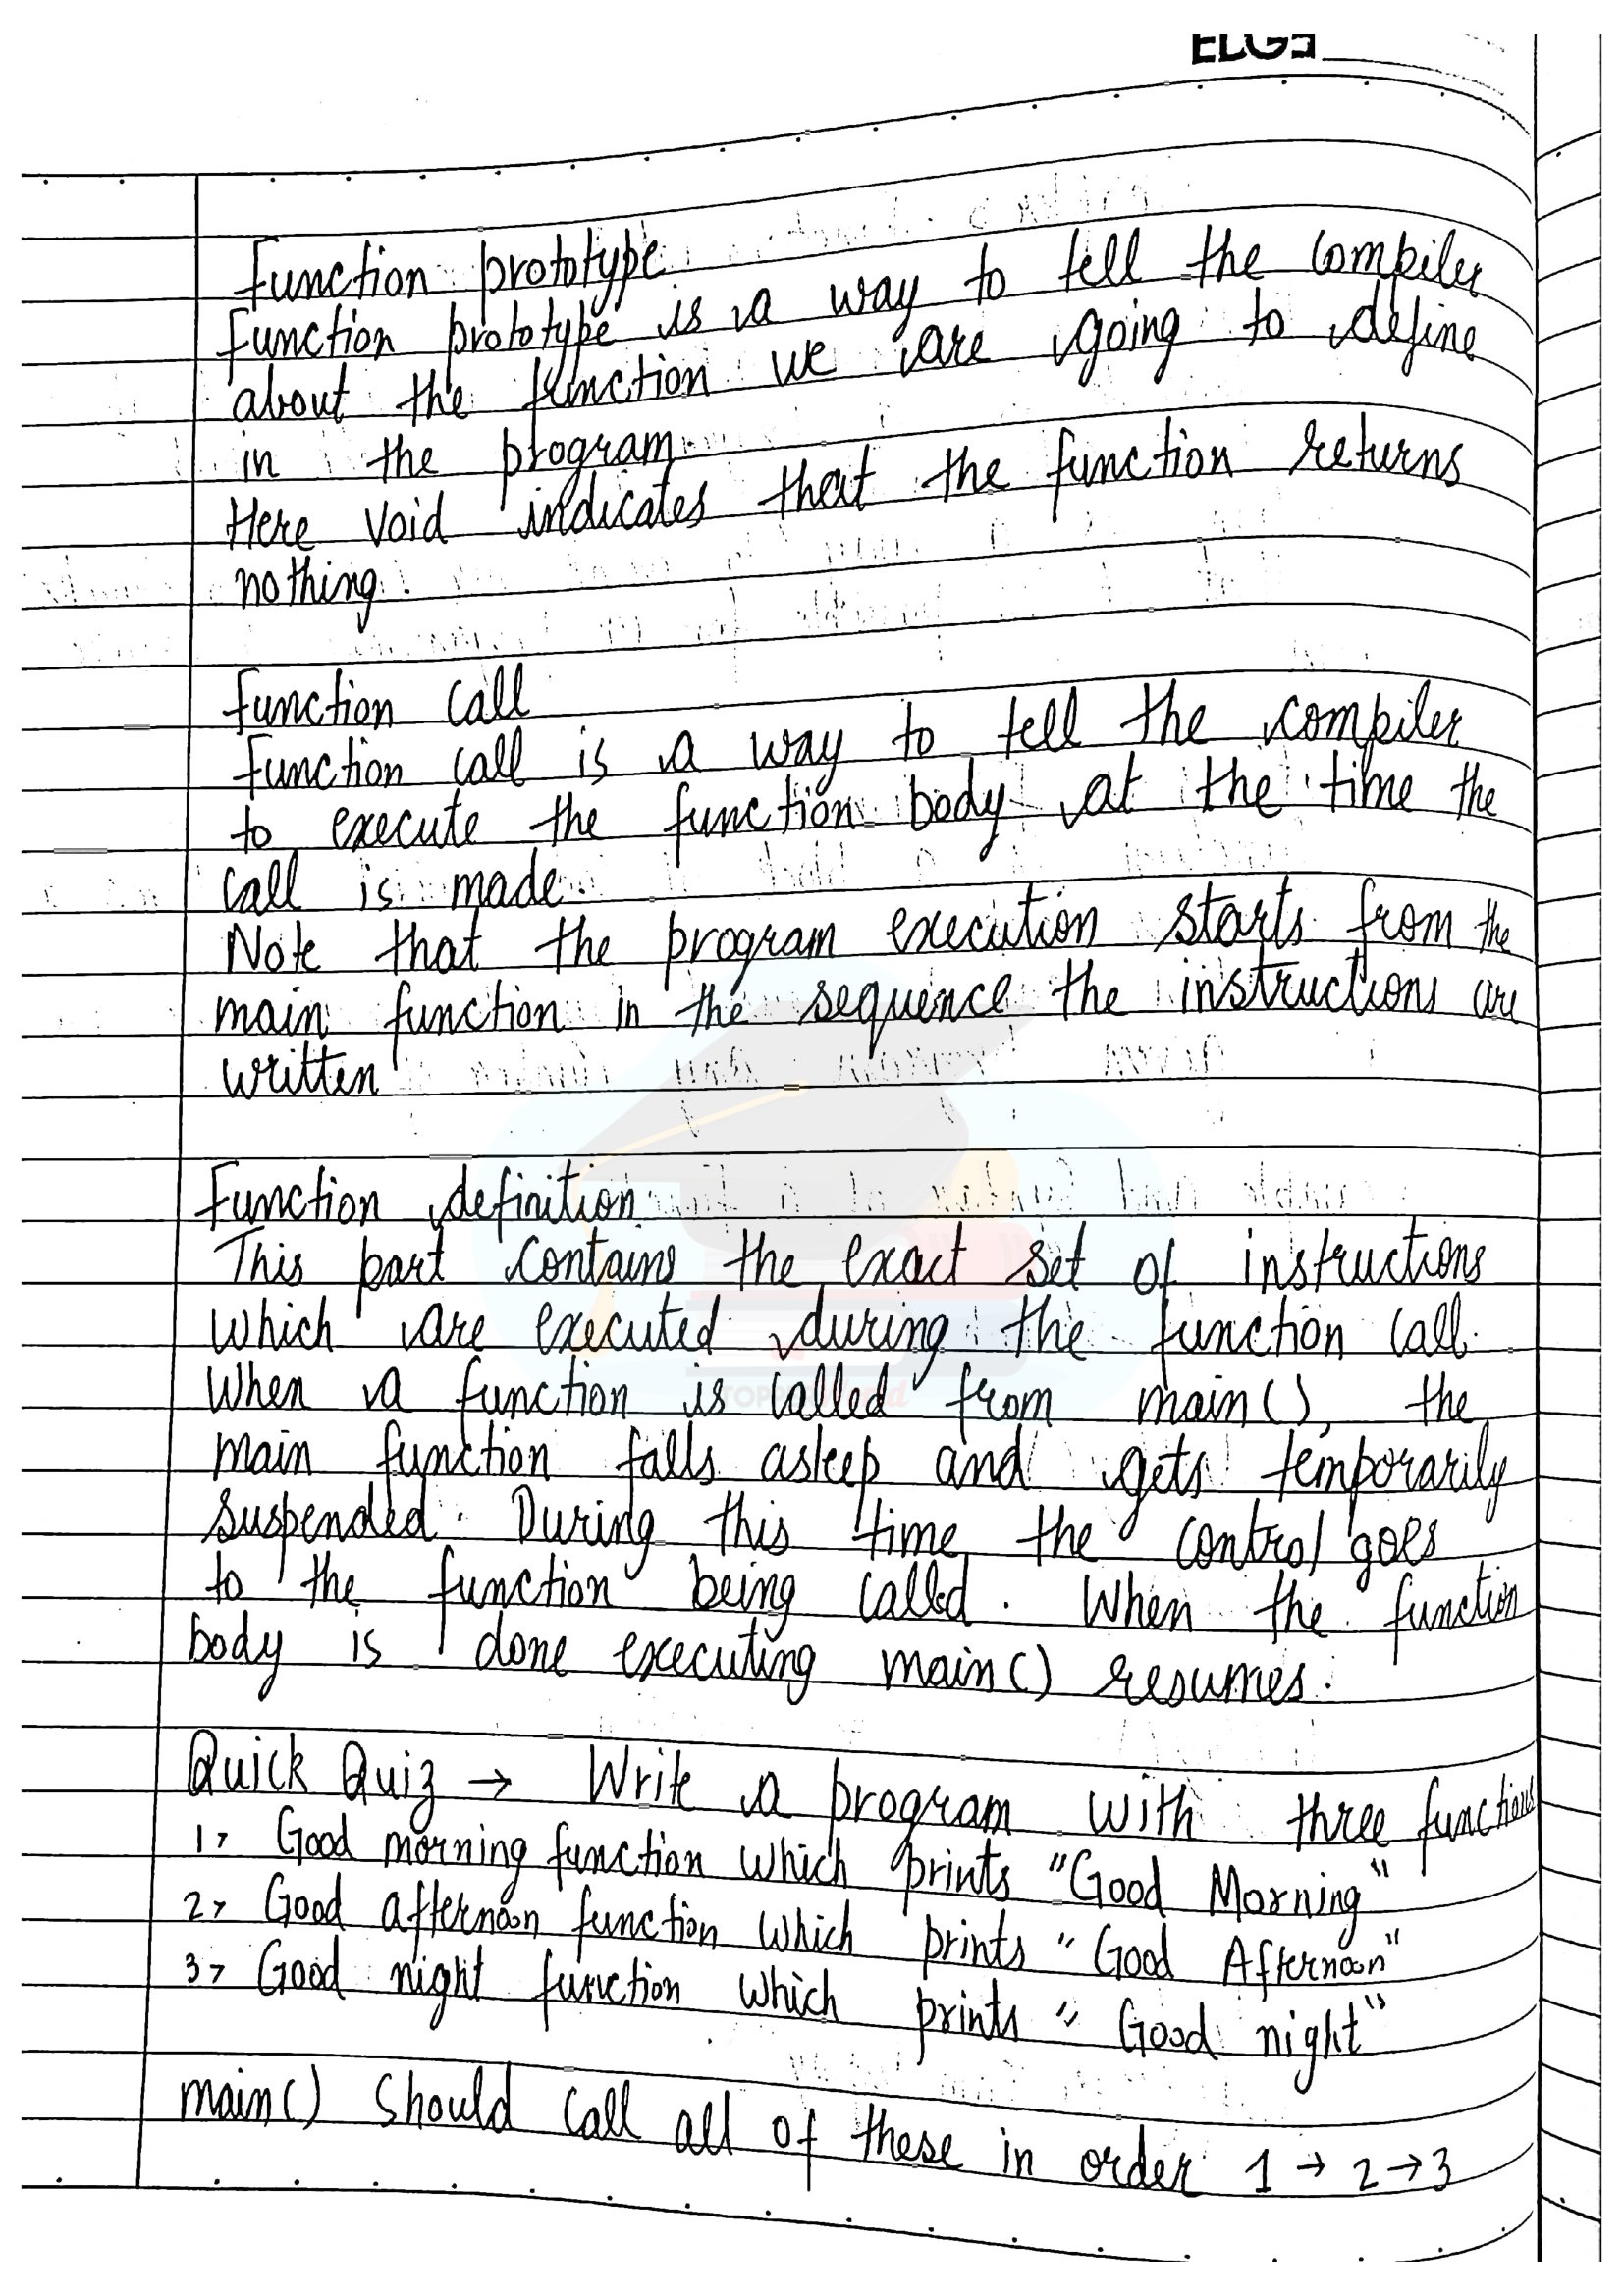 Function prototype
Function prototype is a way to tell the compiler
about the function we are going to define
in the program
Here void indicates that the function returns
nothing.
Function call
Function call is a way to tell the compiler
to execute the function body at the time the
call is made.
Note that the program execution starts from the
main function in the sequence the instructions are
written
Function definition
This part contains the exact set of instructions
which are executed during the function call.
When a function is called from main(), the
main function falls asleep and gets temporarily
suspended. During this time the control goes
to the function being called. When the function
body is done executing main() resumes.
Quick Quiz → Write a program with three functions
1> Good morning function which prints "Good Morning"
2> Good afternoon function which prints "Good Afternoon"
3> Good night function which prints "Good night"
main() should call all of these in order 1 → 2 → 3